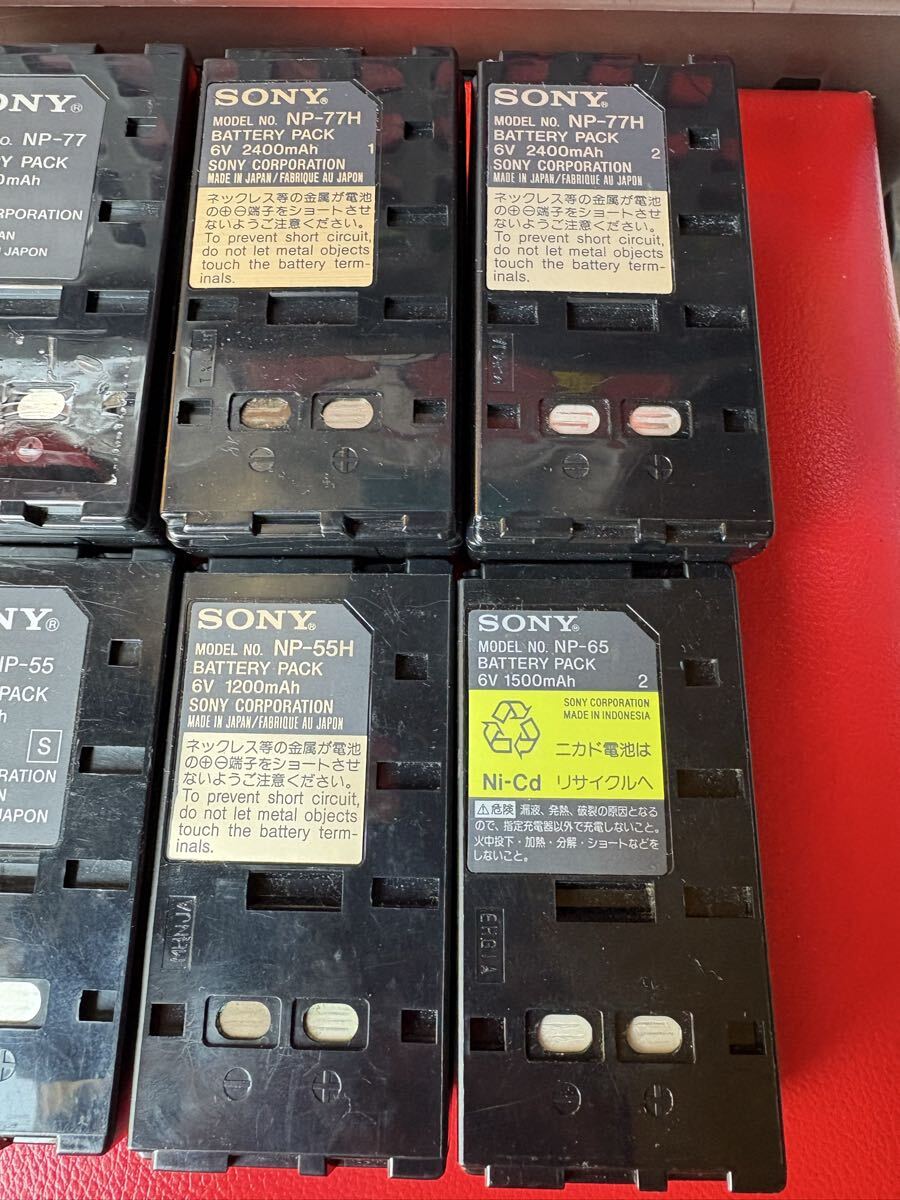 ONY®
o. NP-77
Y PACK
0mAh
ORPORATION
AN
N JAPON
SONY®
MODEL NO. NP-77H
BATTERY PACK
6V 2400mAh 1
SONY CORPORATION
MADE IN JAPAN/FABRIQUE AU JAPON
ネックレス等の金属が電池
の⊕⊖端子をショートさせ
ないようご注意ください。
To prevent short circuit,
do not let metal objects
touch the battery term-
inals.
SONY®
MODEL NO. NP-77H
BATTERY PACK
6V 2400mAh 2
SONY CORPORATION
MADE IN JAPAN/FABRIQUE AU JAPON
ネックレス等の金属が電池
の⊕⊖端子をショートさせ
ないようご注意ください。
To prevent short circuit,
do not let metal objects
touch the battery term-
inals.
NY®
NP-55
PACK
h
S
ORATION
N
JAPON
SONY®
MODEL NO. NP-55H
BATTERY PACK
6V 1200mAh
SONY CORPORATION
MADE IN JAPAN/FABRIQUE AU JAPON
ネックレス等の金属が電池
の⊕⊖端子をショートさせ
ないようご注意ください。
To prevent short circuit,
do not let metal objects
touch the battery term-
inals.
SONY®
MODEL NO. NP-65
BATTERY PACK
6V 1500mAh 2
SONY CORPORATION
MADE IN INDONESIA
ニカド電池は
Ni-Cd リサイクルへ
⚠危険 漏液、発熱、破裂の原因となる
ので、指定充電器以外で充電しないこと。
火中投下・加熱・分解・ショートなどを
しないこと。
EHGIA